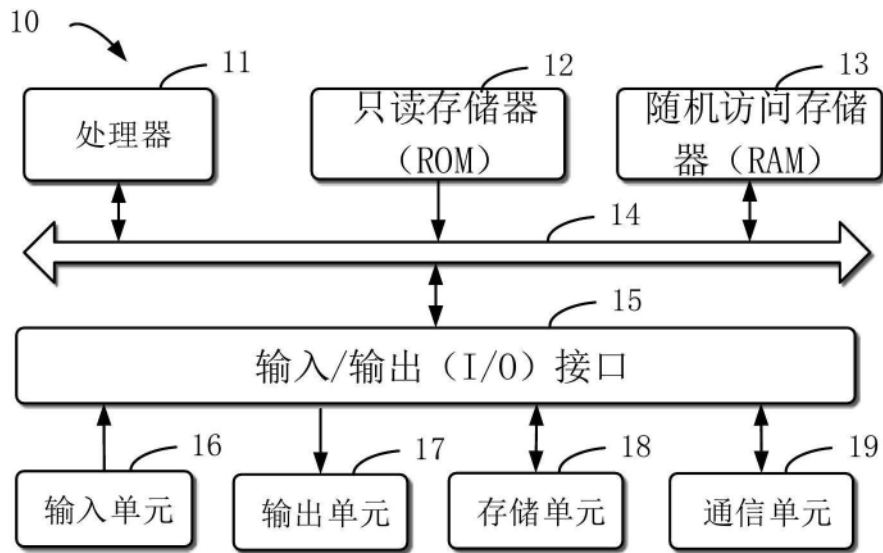 10
11
12
13
处理器
只读存储器
（ROM）
随机访问存储
器（RAM）
14
15
输入/输出（I/O）接口
16
17
18
19
输入单元
输出单元
存储单元
通信单元